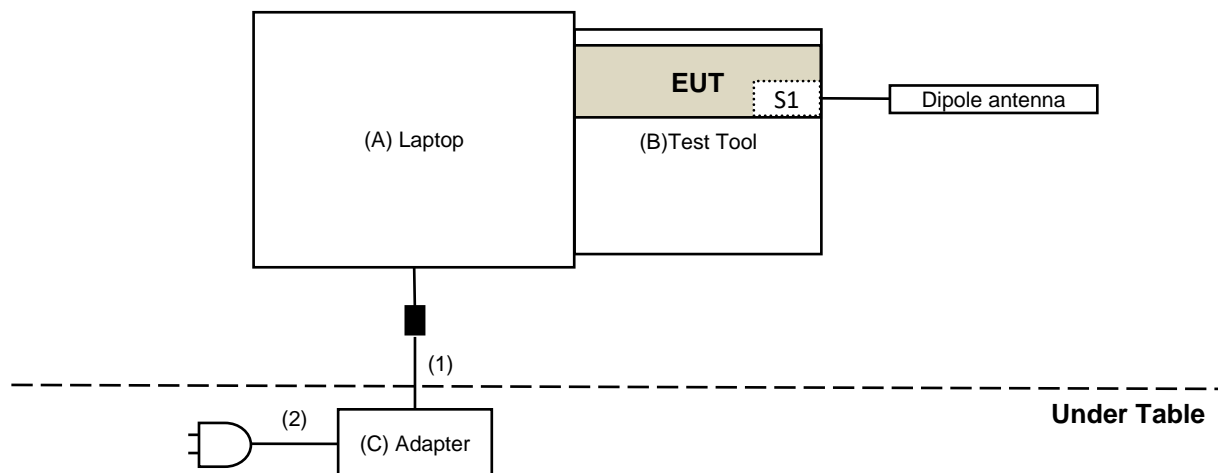 EUT
S1
Dipole antenna
(A) Laptop
(B)Test Tool
(1)
Under Table
(2)
(C) Adapter